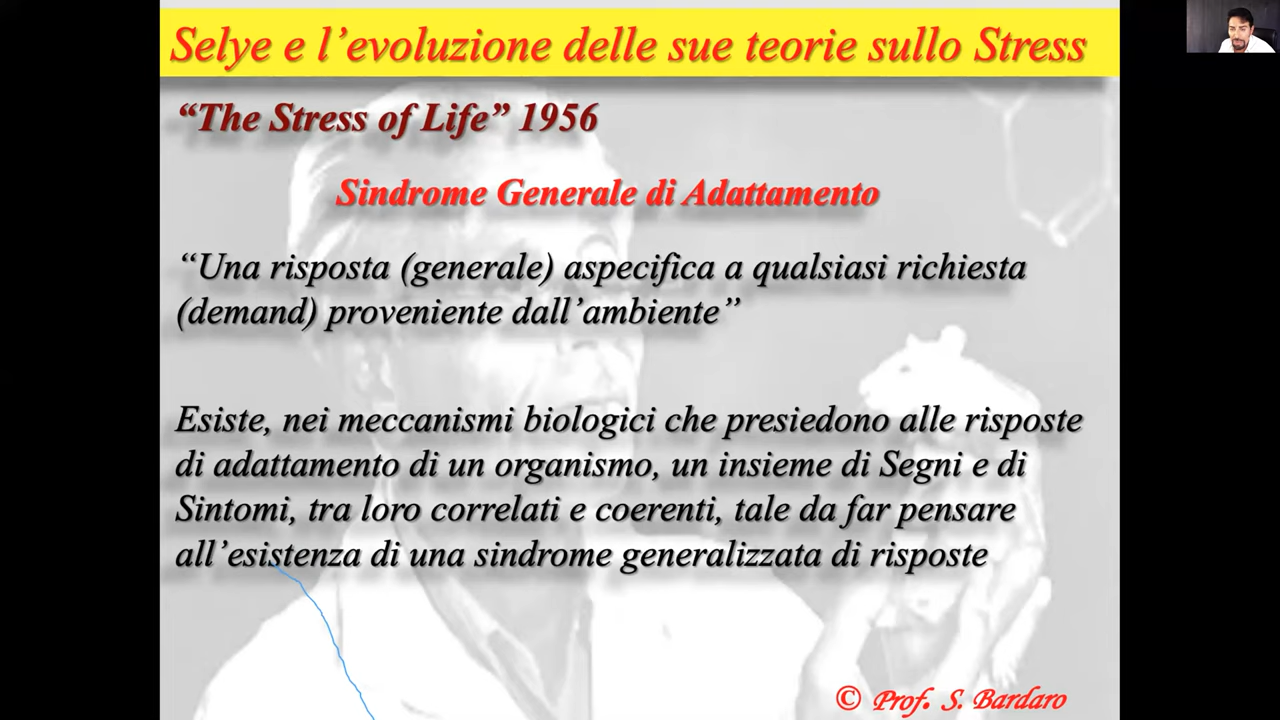 Selye e l’evoluzione delle sue teorie sullo Stress
“The Stress of Life” 1956
Sindrome Generale di Adattamento
“Una risposta (generale) aspecifica a qualsiasi richiesta
(demand) proveniente dall’ambiente”
Esiste, nei meccanismi biologici che presiedono alle risposte
di adattamento di un organismo, un insieme di Segni e di
Sintomi, tra loro correlati e coerenti, tale da far pensare
all’esistenza di una sindrome generalizzata di risposte
© Prof. S. Bardaro